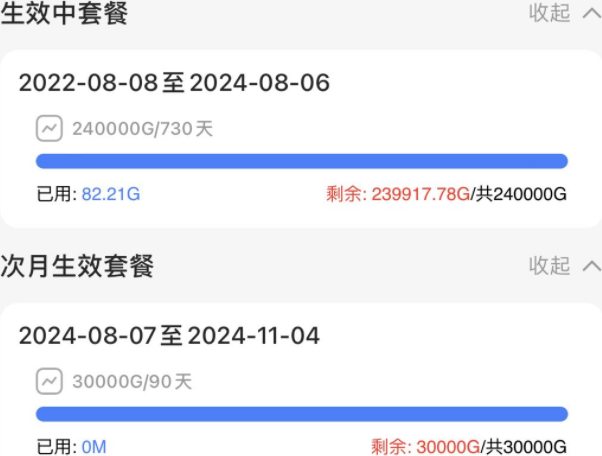 生效中套餐 收起
2022-08-08至2024-08-06
240000G/730天
已用: 82.21G 剩余: 239917.78G/共240000G
次月生效套餐 收起
2024-08-07至2024-11-04
30000G/90天
已用: 0M 剩余: 30000G/共30000G